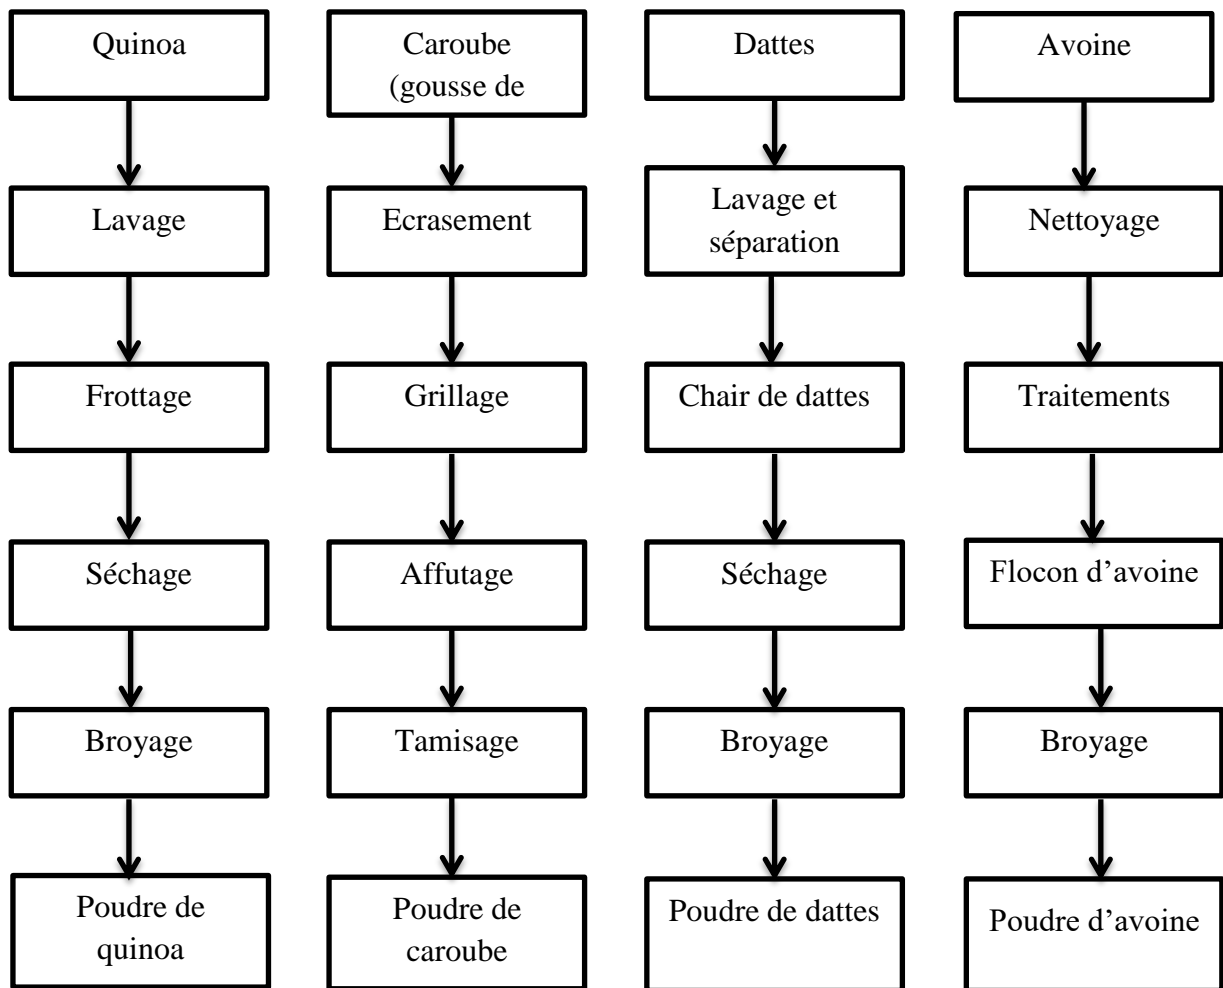 Quinoa
Caroube
(gousse de
Dattes
Avoine
Lavage
Ecrasement
Lavage et
séparation
Nettoyage
Frottage
Grillage
Chair de dattes
Traitements
Séchage
Affutage
Séchage
Flocon d’avoine
Broyage
Tamisage
Broyage
Broyage
Poudre de
quinoa
Poudre de
caroube
Poudre de dattes
Poudre d’avoine